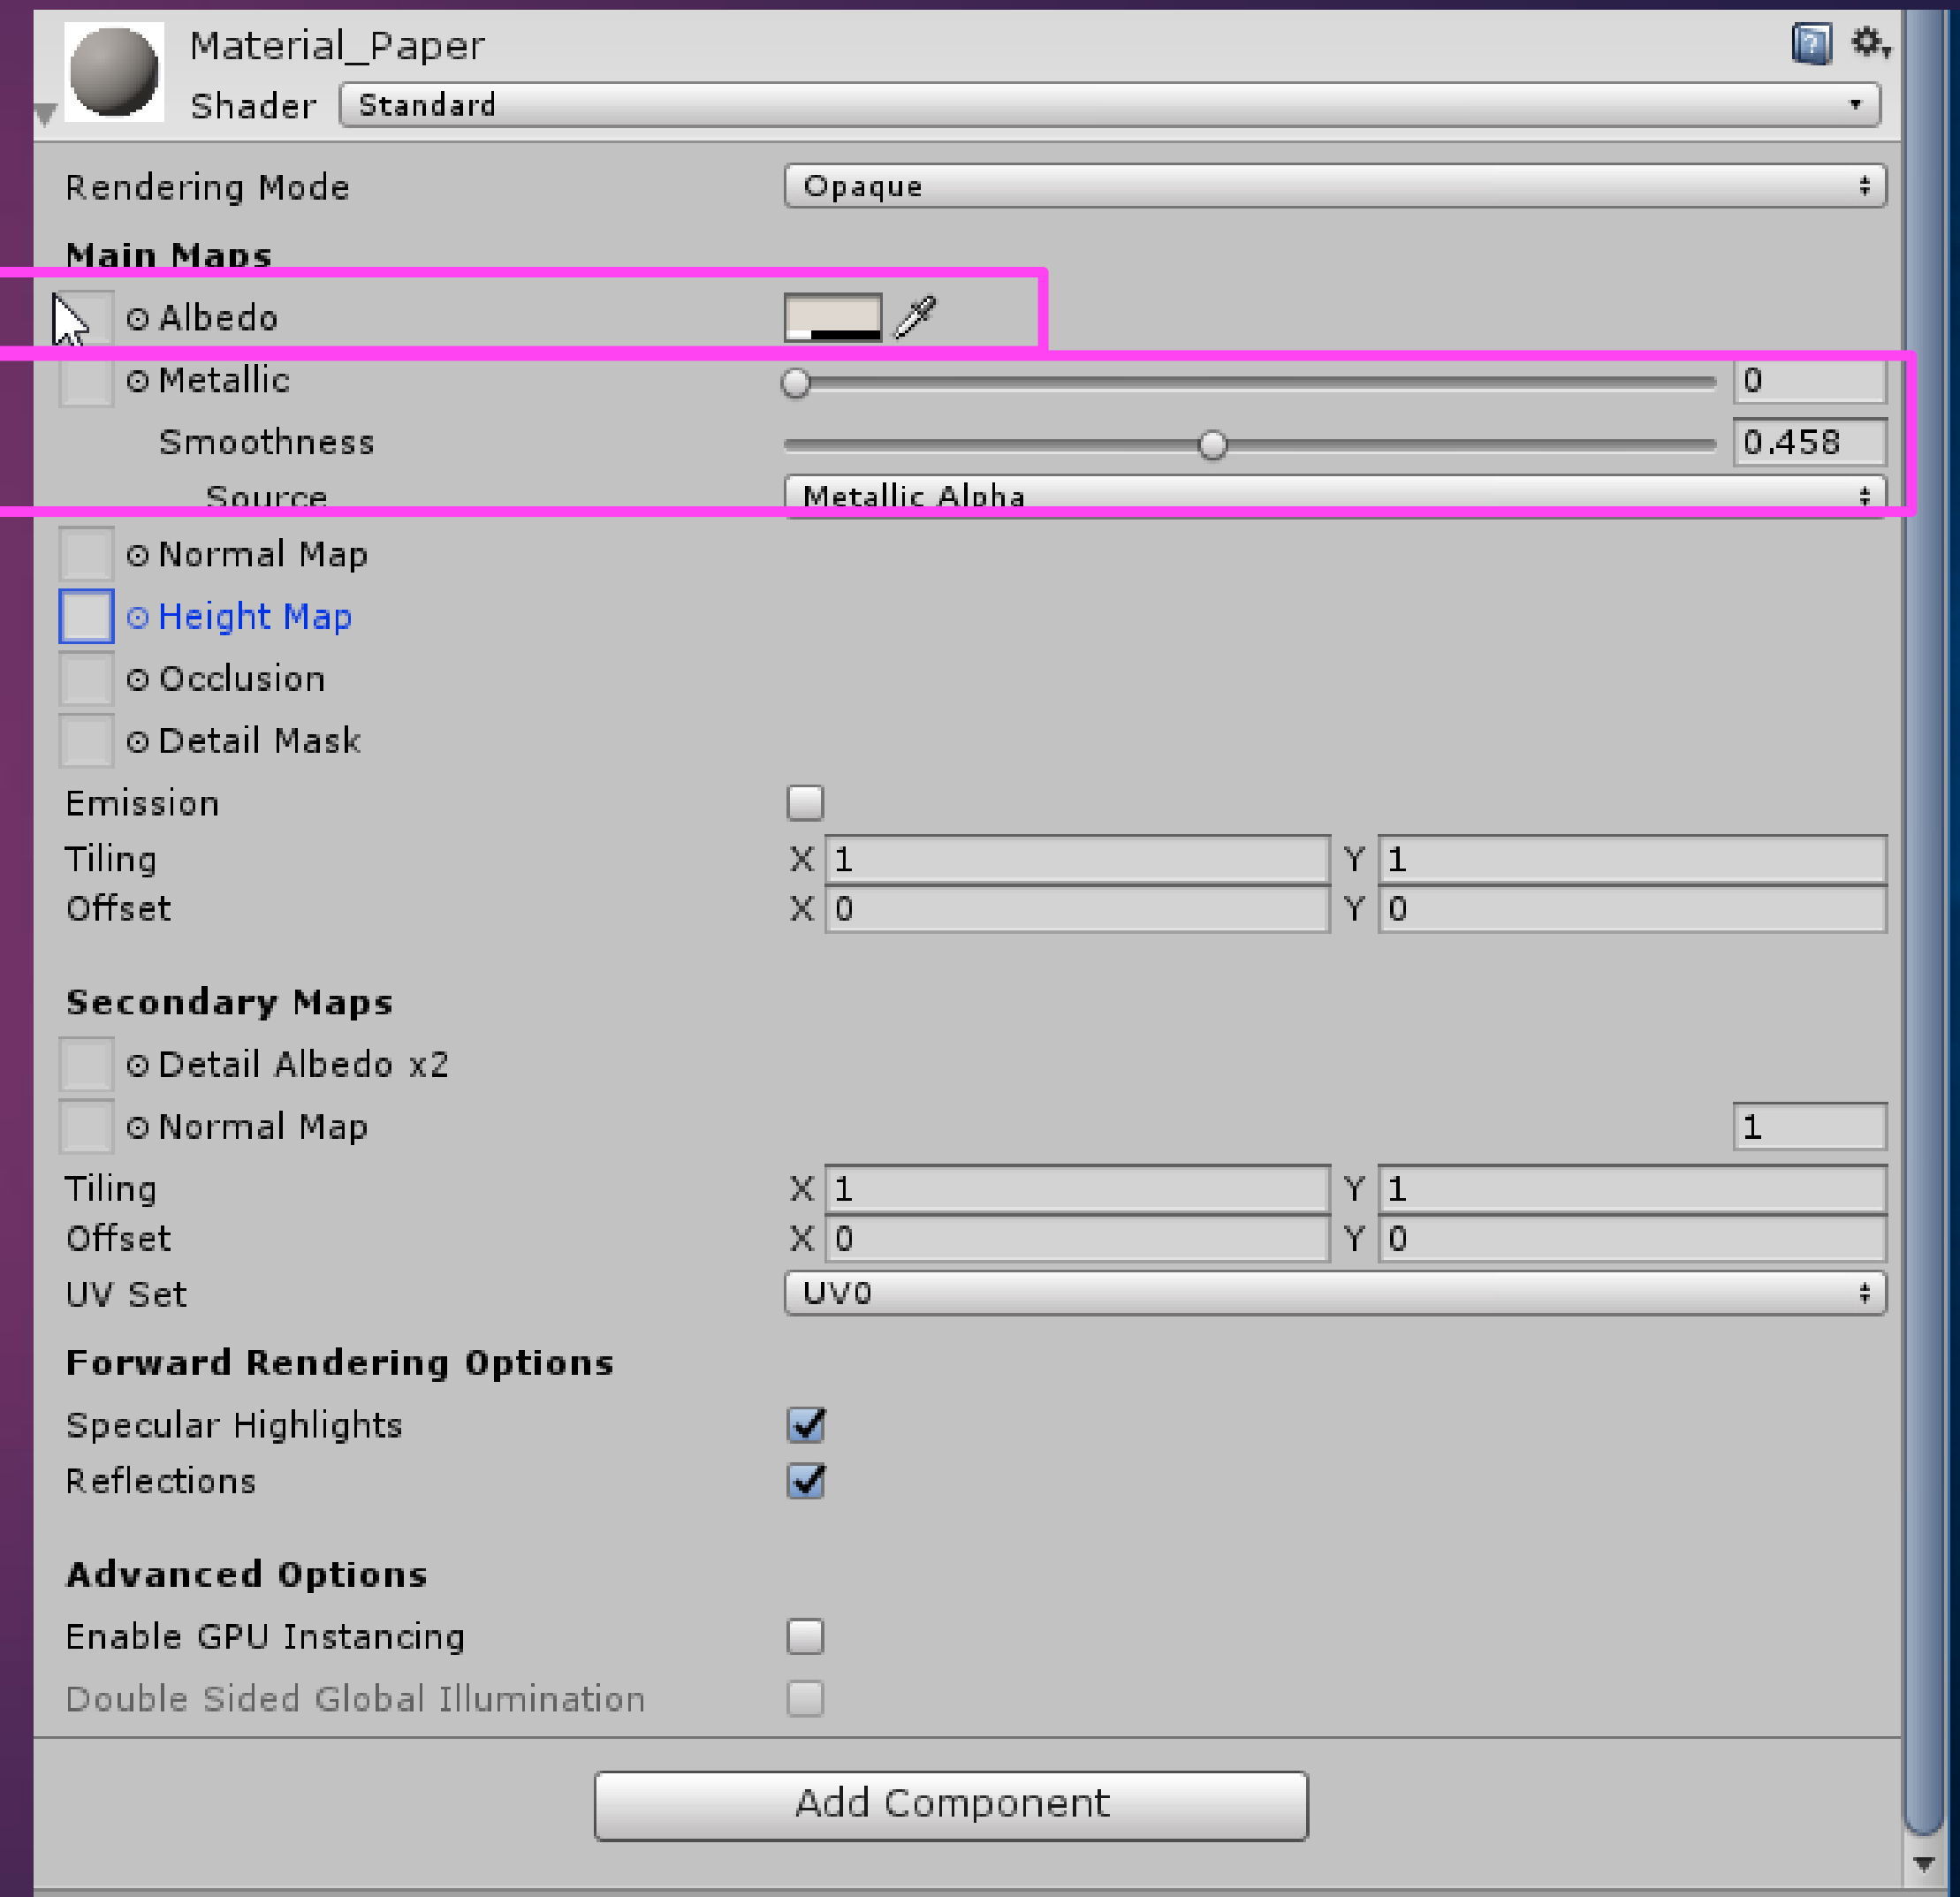 Material_Paper
Shader Standard
Rendering Mode Opaque
Main Maps
Albedo
Metallic 0
Smoothness 0.458
Source Metallic Alpha
Normal Map
Height Map
Occlusion
Detail Mask
Emission
Tiling X 1 Y 1
Offset X 0 Y 0
Secondary Maps
Detail Albedo x2
Normal Map 1
Tiling X 1 Y 1
Offset X 0 Y 0
UV Set UV0
Forward Rendering Options
Specular Highlights
Reflections
Advanced Options
Enable GPU Instancing
Double Sided Global Illumination
Add Component